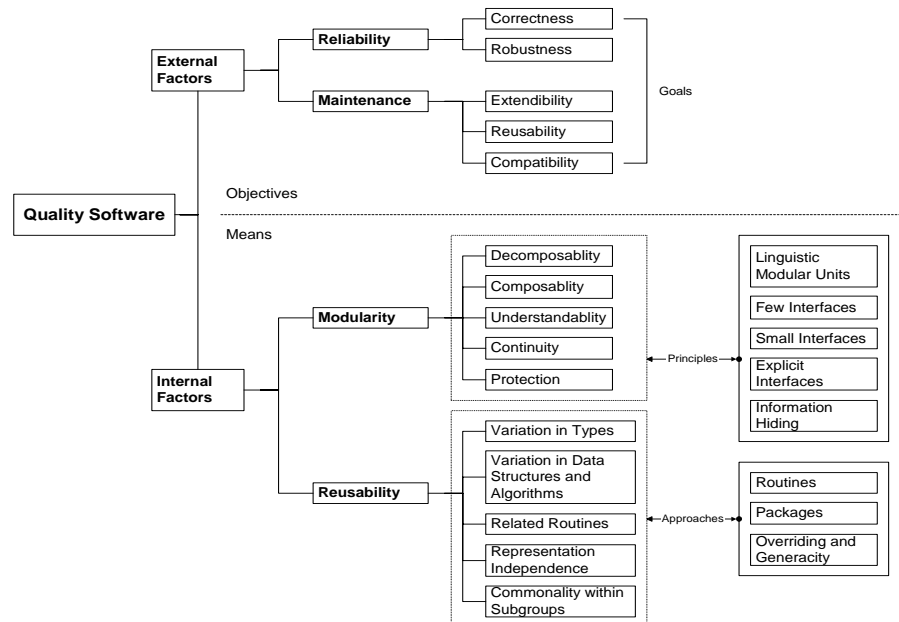 Correctness
Reliability
Robustness
External
Factors
Goals
Maintenance
Extendibility
Reusability
Compatibility
Objectives
Quality Software
Means
Decomposablity
Composablity
Modularity
Understandablity
Continuity
Protection
Principles
Linguistic
Modular Units
Few Interfaces
Small Interfaces
Explicit
Interfaces
Information
Hiding
Internal
Factors
Variation in Types
Variation in Data
Structures and
Algorithms
Reusability
Related Routines
Representation
Independence
Commonality within
Subgroups
Approaches
Routines
Packages
Overriding and
Generacity